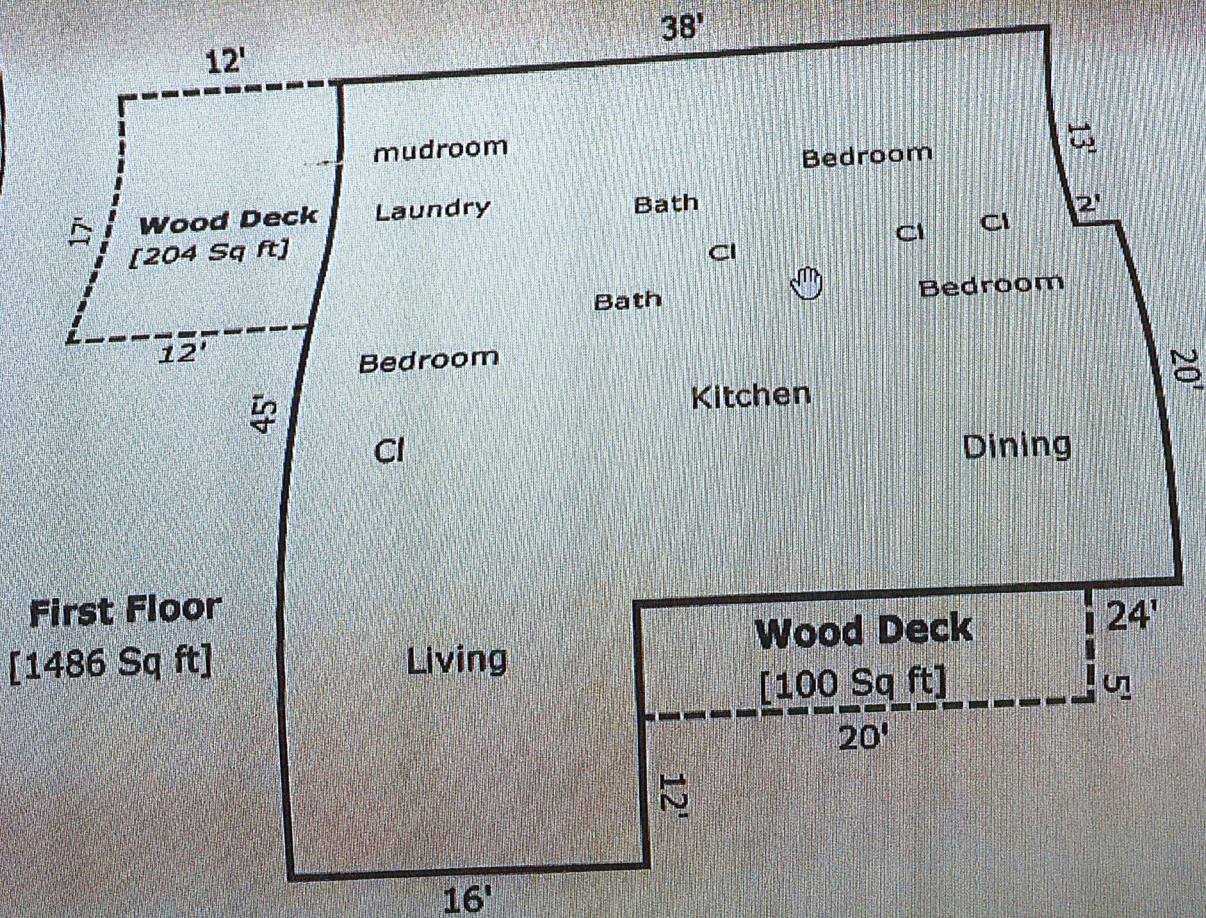 38'
12'
13'
mudroom
Bedroom
Laundry
Bath
2'
17'
Wood Deck
[204 Sq ft]
Cl
Cl
Cl
Bath
Bedroom
12'
Bedroom
20'
45'
Kitchen
Cl
Dining
First Floor
[1486 Sq ft]
Living
Wood Deck
[100 Sq ft]
24'
5'
20'
12'
16'